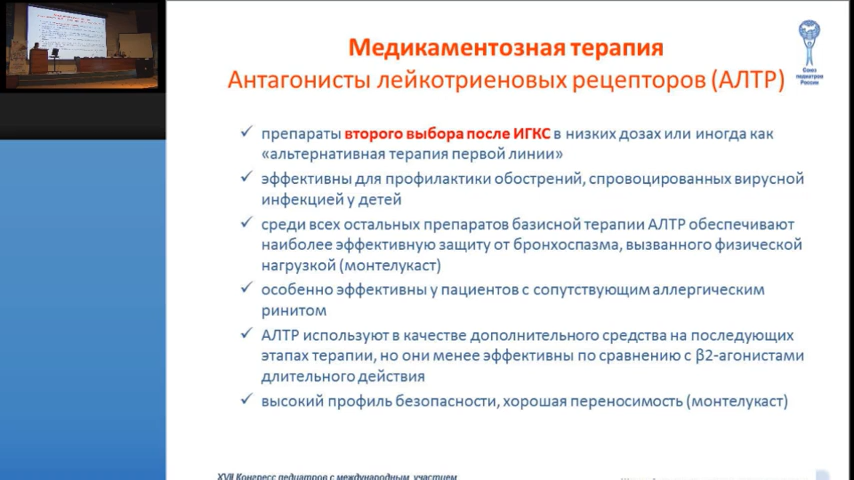 Медикаментозная терапия
Антагонисты лейкотриеновых рецепторов (АЛТР)
Союз
педиатров
России
✓ препараты второго выбора после ИГКС в низких дозах или иногда как
«альтернативная терапия первой линии»
✓ эффективны для профилактики обострений, спровоцированных вирусной
инфекцией у детей
✓ среди всех остальных препаратов базисной терапии АЛТР обеспечивают
наиболее эффективную защиту от бронхоспазма, вызванного физической
нагрузкой (монтелукаст)
✓ особенно эффективны у пациентов с сопутствующим аллергическим
ринитом
✓ АЛТР используют в качестве дополнительного средства на последующих
этапах терапии, но они менее эффективны по сравнению с β2-агонистами
длительного действия
✓ высокий профиль безопасности, хорошая переносимость (монтелукаст)
XVII Конгресс педиатров с международным участием